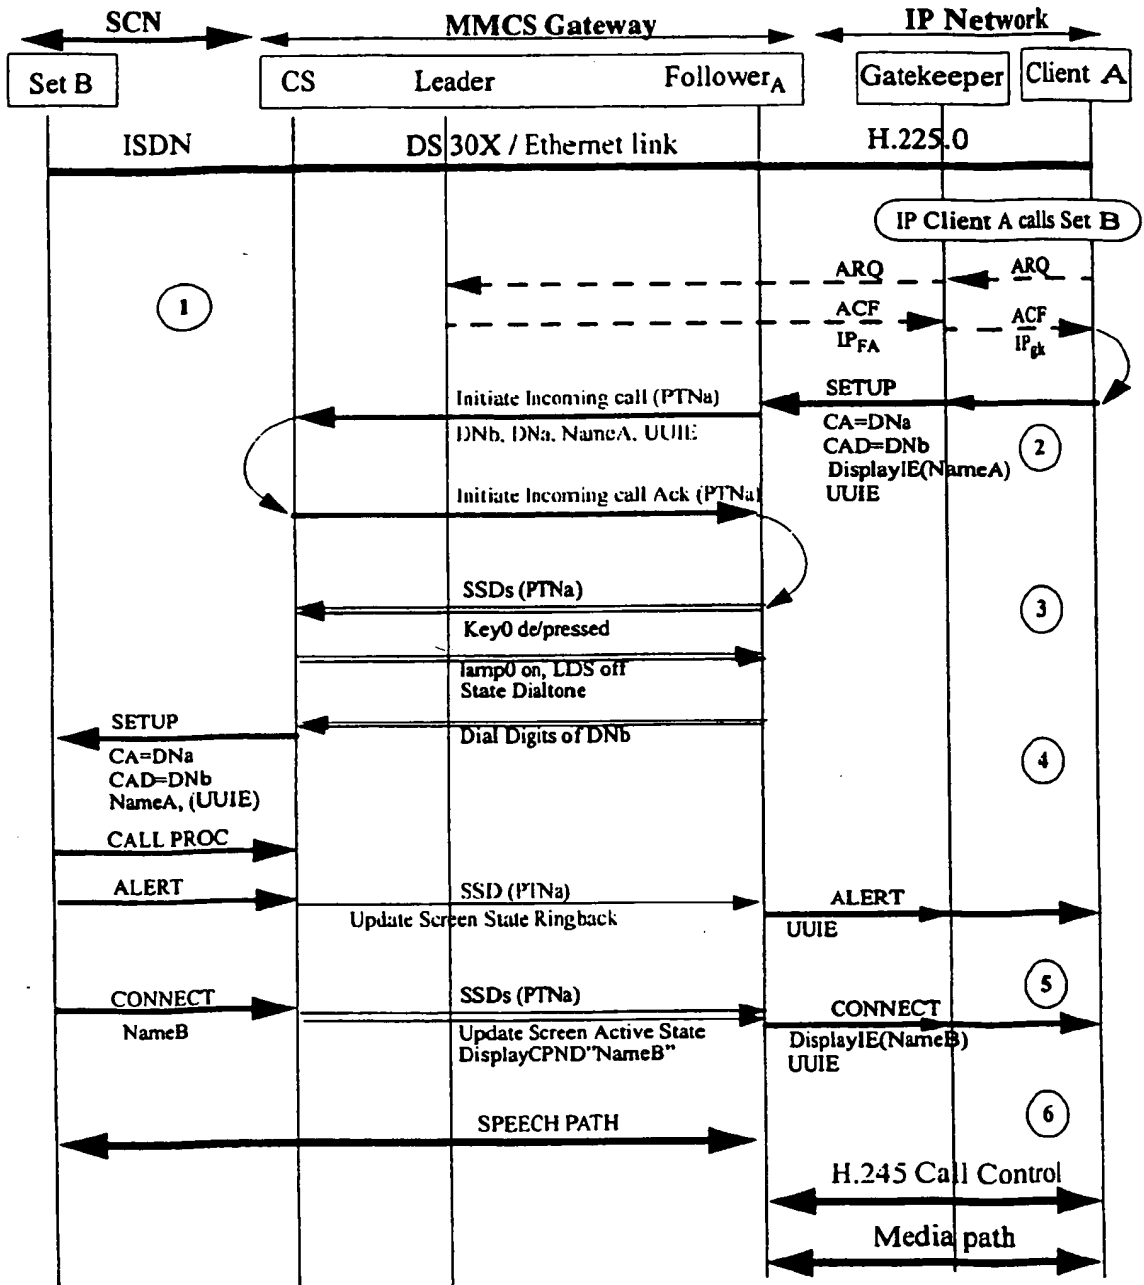 SCN
MMCS Gateway
IP Network
Set B
CS
Leader
FollowerA
Gatekeeper
Client A
ISDN
DS 30X / Ethernet link
H.225.0
IP Client A calls Set B
ARQ
ARQ
1
ACF
ACF
IPFA
IPgk
SETUP
Initiate Incoming call (PTNa)
DNb, DNa, NameA, UUIE
CA=DNa
CAD=DNb
DisplayIE(NameA)
UUIE
2
Initiate Incoming call Ack (PTNa)
SSDs (PTNa)
Key0 de/pressed
3
lamp0 on, LDS off
State Dialtone
SETUP
Dial Digits of DNb
CA=DNa
CAD=DNb
NameA, (UUIE)
4
CALL PROC
ALERT
SSD (PTNa)
Update Screen State Ringback
ALERT
UUIE
5
CONNECT
NameB
SSDs (PTNa)
Update Screen Active State
DisplayCPND"NameB"
CONNECT
DisplayIE(NameB)
UUIE
6
SPEECH PATH
H.245 Call Control
Media path